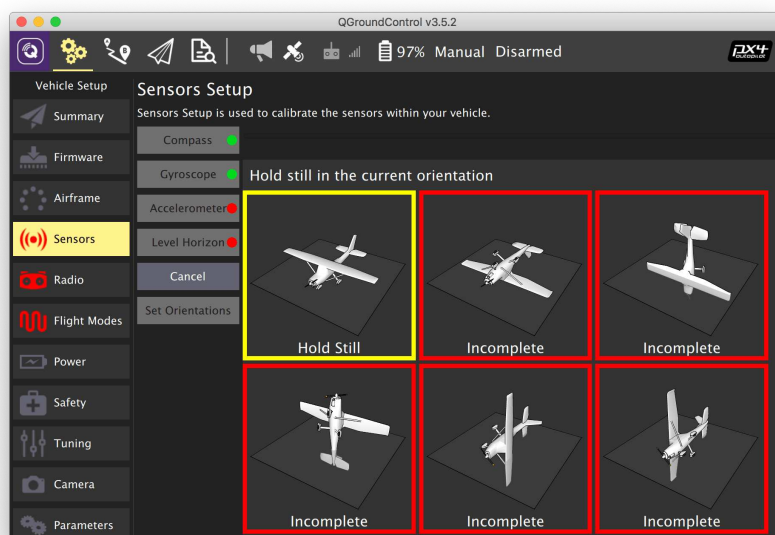 QGroundControl v3.5.2
97% Manual Disarmed
PX4
autopilot
Vehicle Setup
Summary
Firmware
Airframe
Sensors
Radio
Flight Modes
Power
Safety
Tuning
Camera
Parameters
Sensors Setup
Sensors Setup is used to calibrate the sensors within your vehicle.
Compass
Gyroscope
Accelerometer
Level Horizon
Cancel
Set Orientations
Hold still in the current orientation
Hold Still
Incomplete
Incomplete
Incomplete
Incomplete
Incomplete